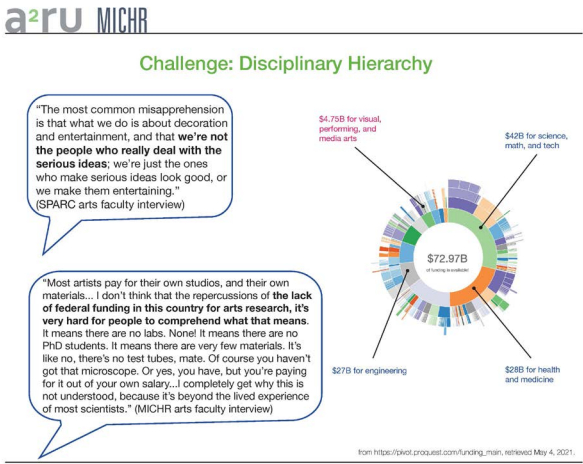 a²ru MICHR
Challenge: Disciplinary Hierarchy
“The most common misapprehension
is that what we do is about decoration
and entertainment, and that we’re not
the people who really deal with the
serious ideas; we’re just the ones
who make serious ideas look good, or
we make them entertaining.”
(SPARC arts faculty interview)
“Most artists pay for their own studios, and their own
materials... I don’t think that the repercussions of the lack
of federal funding in this country for arts research, it’s
very hard for people to comprehend what that means.
It means there are no labs. None! It means there are no
PhD students. It means there are very few materials. It’s
like no, there’s no test tubes, mate. Of course you haven’t
got that microscope. Or yes, you have, but you’re paying
for it out of your own salary...I completely get why this is
not understood, because it’s beyond the lived experience
of most scientists.” (MICHR arts faculty interview)
$4.75B for visual,
performing, and
media arts
$42B for science,
math, and tech
$72.97B
of funding is available
$27B for engineering
$28B for health
and medicine
from https://pivot.proquest.com/funding_main, retrieved May 4, 2021.